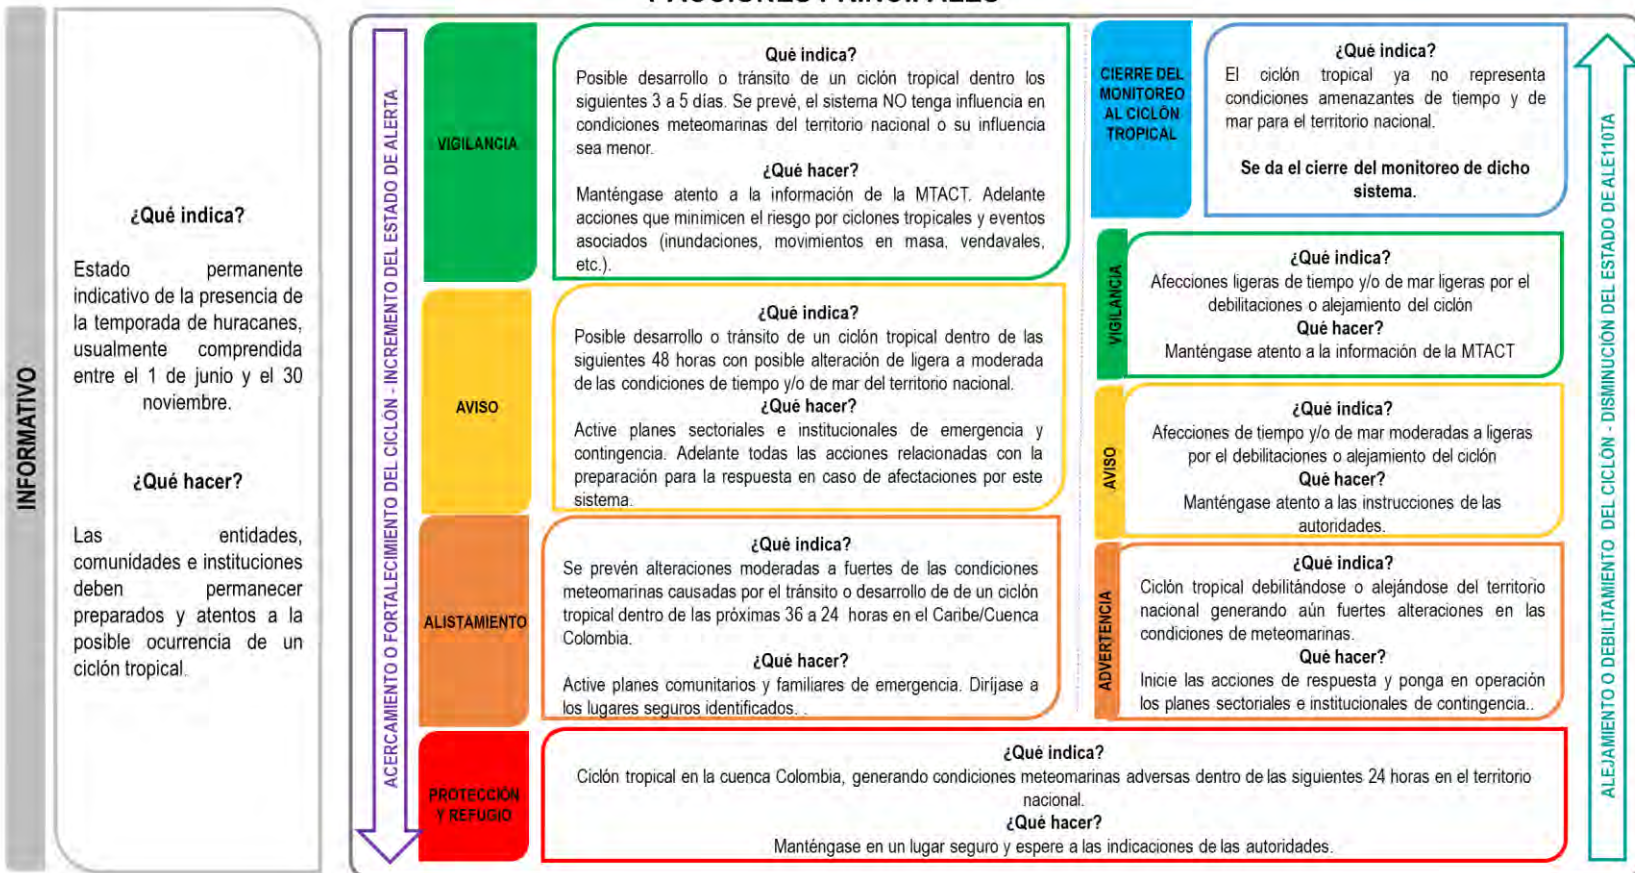 INFORMATIVO
¿Qué indica?
Estado permanente
indicativo de la presencia de
la temporada de huracanes,
usualmente comprendida
entre el 1 de junio y el 30
noviembre.
¿Qué hacer?
Las entidades,
comunidades e instituciones
deben permanecer
preparados y atentos a la
posible ocurrencia de un
ciclón tropical.
ACERCAMIENTO O FORTALECIMIENTO DEL CICLÓN - INCREMENTO DEL ESTADO DE ALERTA
VIGILANCIA
Qué indica?
Posible desarrollo o tránsito de un ciclón tropical dentro los
siguientes 3 a 5 días. Se prevé, el sistema NO tenga influencia en
condiciones meteomarinas del territorio nacional o su influencia
sea menor.
¿Qué hacer?
Manténgase atento a la información de la MTACT. Adelante
acciones que minimicen el riesgo por ciclones tropicales y eventos
asociados (inundaciones, movimientos en masa, vendavales,
etc.).
AVISO
¿Qué indica?
Posible desarrollo o tránsito de un ciclón tropical dentro de las
siguientes 48 horas con posible alteración de ligera a moderada
de las condiciones de tiempo y/o de mar del territorio nacional.
¿Qué hacer?
Active planes sectoriales e institucionales de emergencia y
contingencia. Adelante todas las acciones relacionadas con la
preparación para la respuesta en caso de afectaciones por este
sistema.
ALISTAMIENTO
¿Qué indica?
Se prevén alteraciones moderadas a fuertes de las condiciones
meteomarinas causadas por el tránsito o desarrollo de de un ciclón
tropical dentro de las próximas 36 a 24 horas en el Caribe/Cuenca
Colombia.
¿Qué hacer?
Active planes comunitarios y familiares de emergencia. Diríjase a
los lugares seguros identificados. .
PROTECCIÓN
Y REFUGIO
¿Qué indica?
Ciclón tropical en la cuenca Colombia, generando condiciones meteomarinas adversas dentro de las siguientes 24 horas en el territorio
nacional.
¿Qué hacer?
Manténgase en un lugar seguro y espere a las indicaciones de las autoridades.
CIERRE DEL
MONITOREO
AL CICLÓN
TROPICAL
¿Qué indica?
El ciclón tropical ya no representa
condiciones amenazantes de tiempo y de
mar para el territorio nacional.
Se da el cierre del monitoreo de dicho
sistema.
VIGILANCIA
¿Qué indica?
Afecciones ligeras de tiempo y/o de mar ligeras por el
debilitaciones o alejamiento del ciclón
Qué hacer?
Manténgase atento a la información de la MTACT
AVISO
¿Qué indica?
Afecciones de tiempo y/o de mar moderadas a ligeras
por el debilitaciones o alejamiento del ciclón
Qué hacer?
Manténgase atento a las instrucciones de las
autoridades.
ADVERTENCIA
¿Qué indica?
Ciclón tropical debilitándose o alejándose del territorio
nacional generando aún fuertes alteraciones en las
condiciones de meteomarinas.
Qué hacer?
Inicie las acciones de respuesta y ponga en operación
los planes sectoriales e institucionales de contingencia..
ALEJAMIENTO O DEBILITAMIENTO DEL CICLÓN - DISMINUCIÓN DEL ESTADO DE ALE110TA